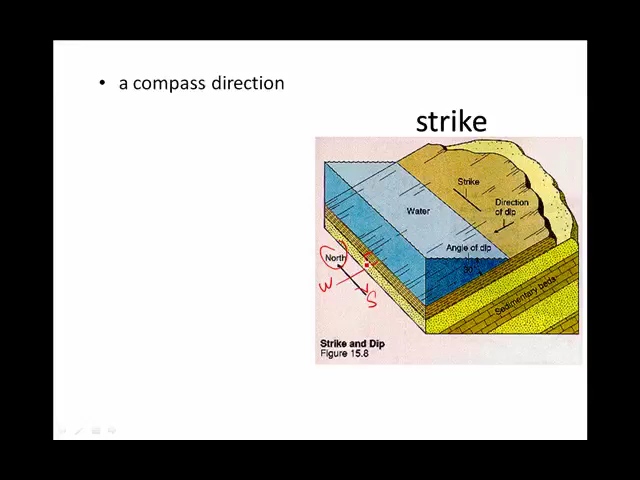 • a compass direction
strike
Strike
Direction
of dip
Water
Angle of dip
30°
North
W
S
Sedimentary beds
Strike and Dip
Figure 15.8